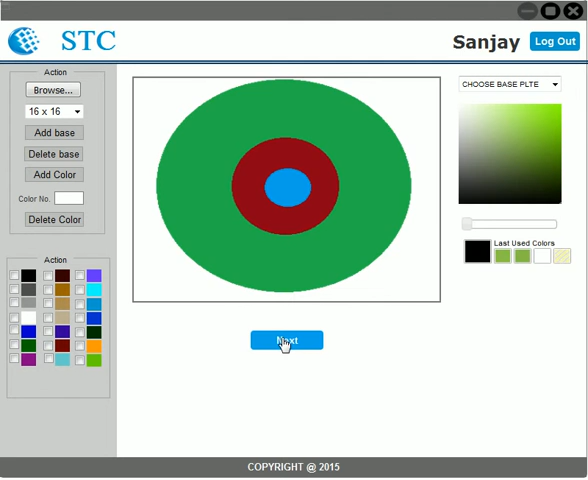 STC
Sanjay
Log Out
Action
Browse...
16 x 16
Add base
Delete base
Add Color
Color No.
Delete Color
Action
CHOOSE BASE PLTE
Last Used Colors
Next
COPYRIGHT @ 2015